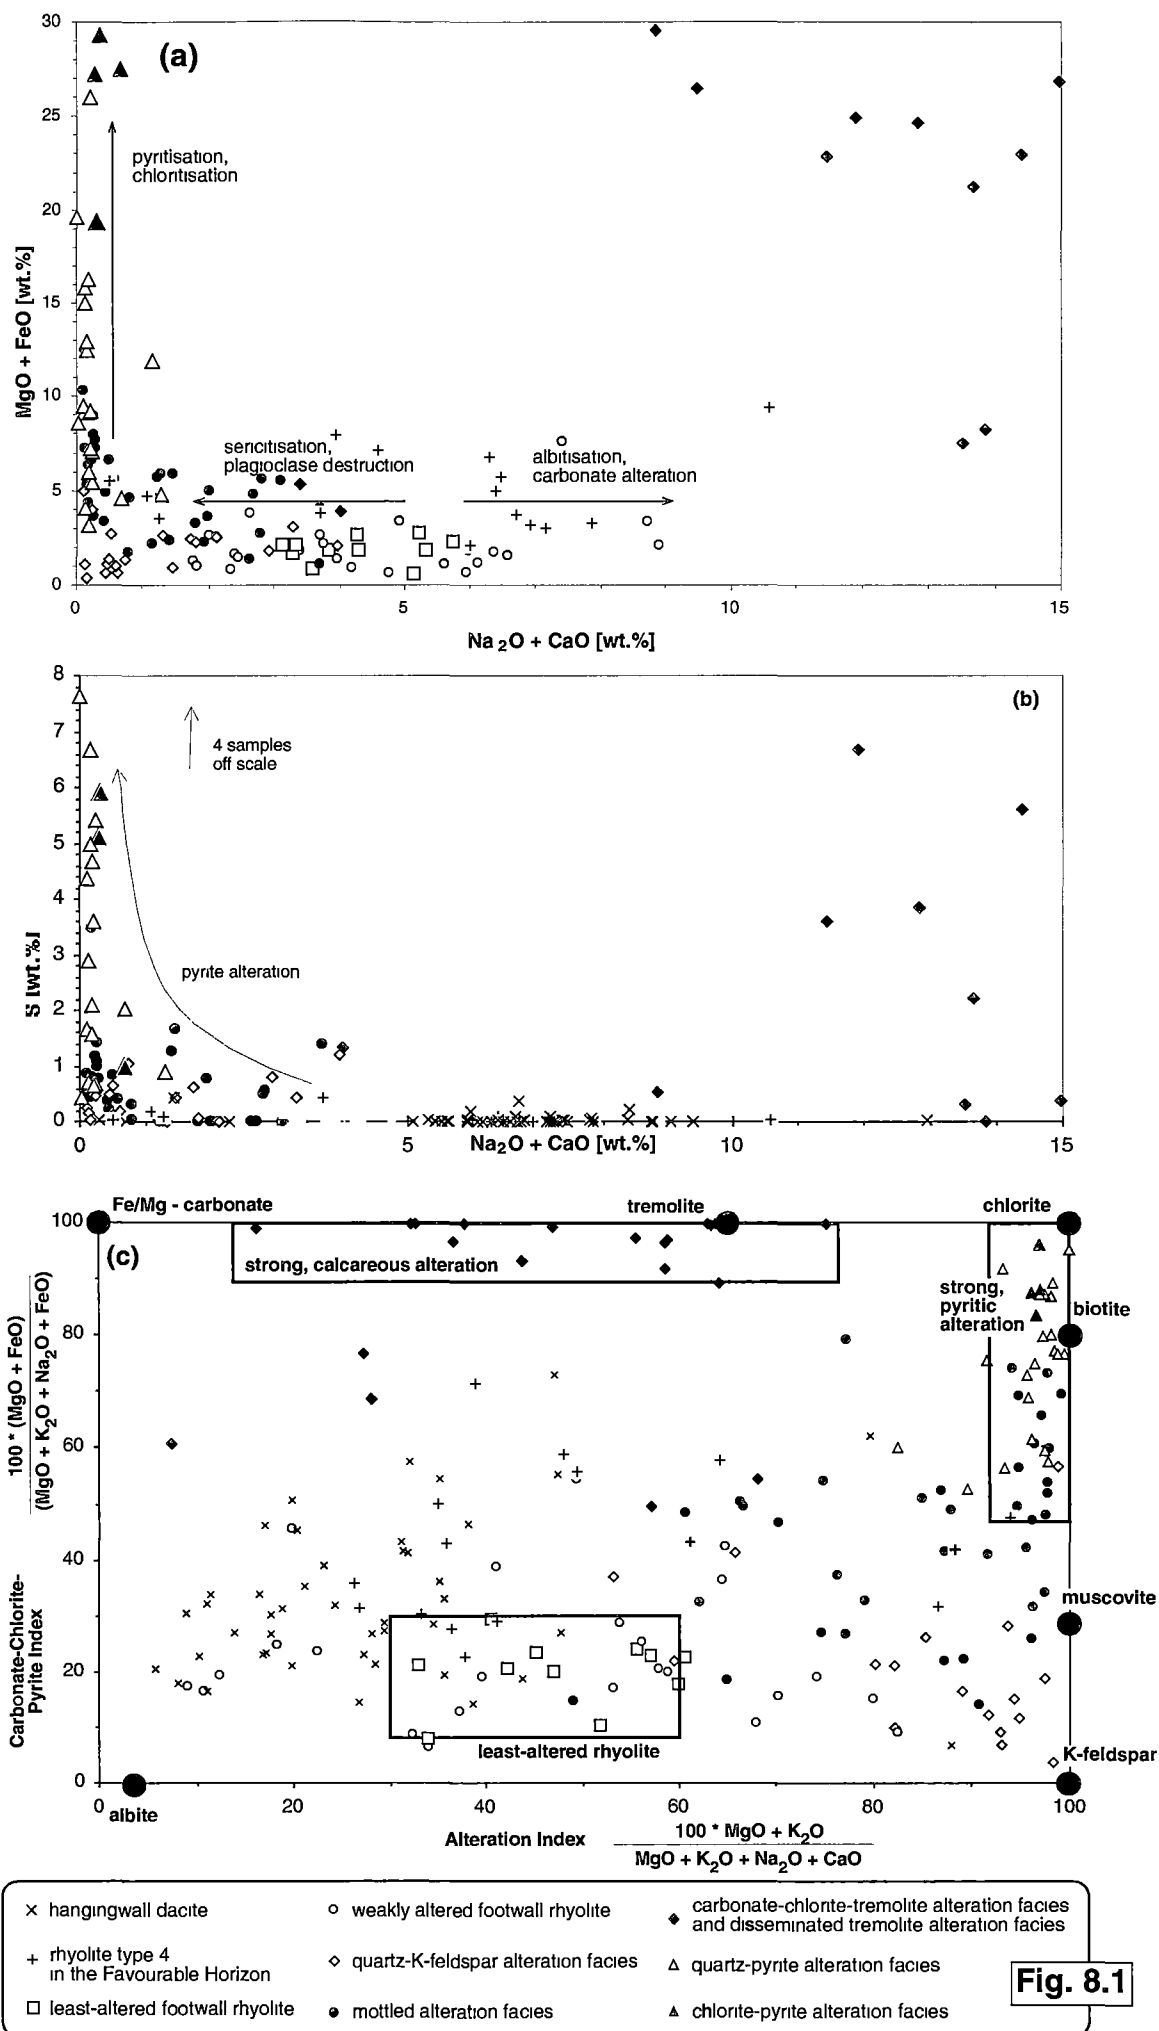 (a)
30
25
20
15
10
5
0
MgO + FeO [wt.%]
pyritisation,
chloritisation
sericitisation,
plagioclase destruction
albitisation,
carbonate alteration
0 5 10 15
Na2O + CaO [wt.%]
(b)
8
7
6
5
4
3
2
1
0
S [wt.%]
4 samples
off scale
pyrite alteration
0 5 10 15
Na2O + CaO [wt.%]
(c)
Fe/Mg - carbonate
tremolite
chlorite
100
80
60
40
20
0
strong, calcareous alteration
strong,
pyritic
alteration
biotite
muscovite
K-feldspar
least-altered rhyolite
albite
100 * (MgO + FeO)
(MgO + K2O + Na2O + FeO)
Carbonate-Chlorite-
Pyrite Index
0 20 40 60 80 100
Alteration Index
100 * MgO + K2O
MgO + K2O + Na2O + CaO
hangingwall dacite
rhyolite type 4
in the Favourable Horizon
least-altered footwall rhyolite
weakly altered footwall rhyolite
quartz-K-feldspar alteration facies
mottled alteration facies
carbonate-chlorite-tremolite alteration facies
and disseminated tremolite alteration facies
quartz-pyrite alteration facies
chlorite-pyrite alteration facies
Fig. 8.1